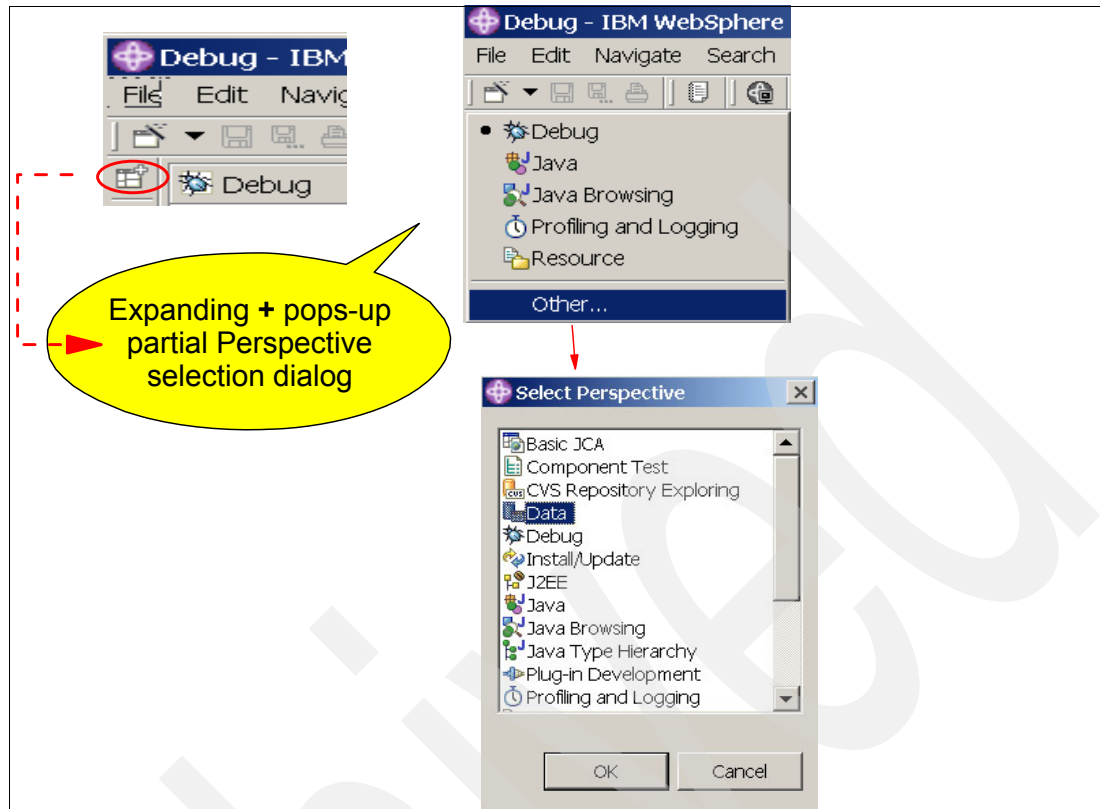 Debug - IBM
File Edit Navig
Debug
Expanding + pops-up
partial Perspective
selection dialog
Debug - IBM WebSphere
File Edit Navigate Search
Debug
Java
Java Browsing
Profiling and Logging
Resource
Other...
Select Perspective
Basic JCA
Component Test
CVS Repository Exploring
Data
Debug
Install/Update
J2EE
Java
Java Browsing
Java Type Hierarchy
Plug-in Development
Profiling and Logging
OK Cancel